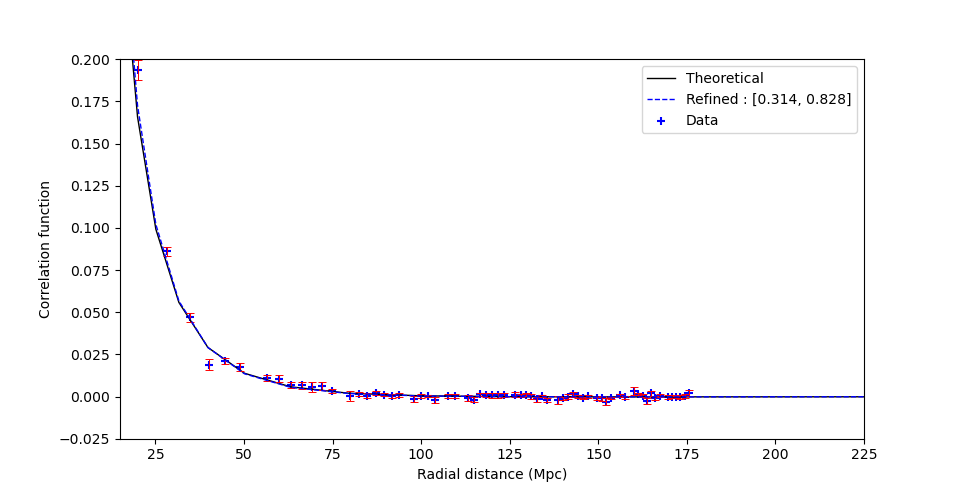 0.200
0.175
0.150
0.125
0.100
0.075
0.050
0.025
0.000
−0.025
Correlation function
Theoretical
Refined : [0.314, 0.828]
Data
25 50 75 100 125 150 175 200 225
Radial distance (Mpc)